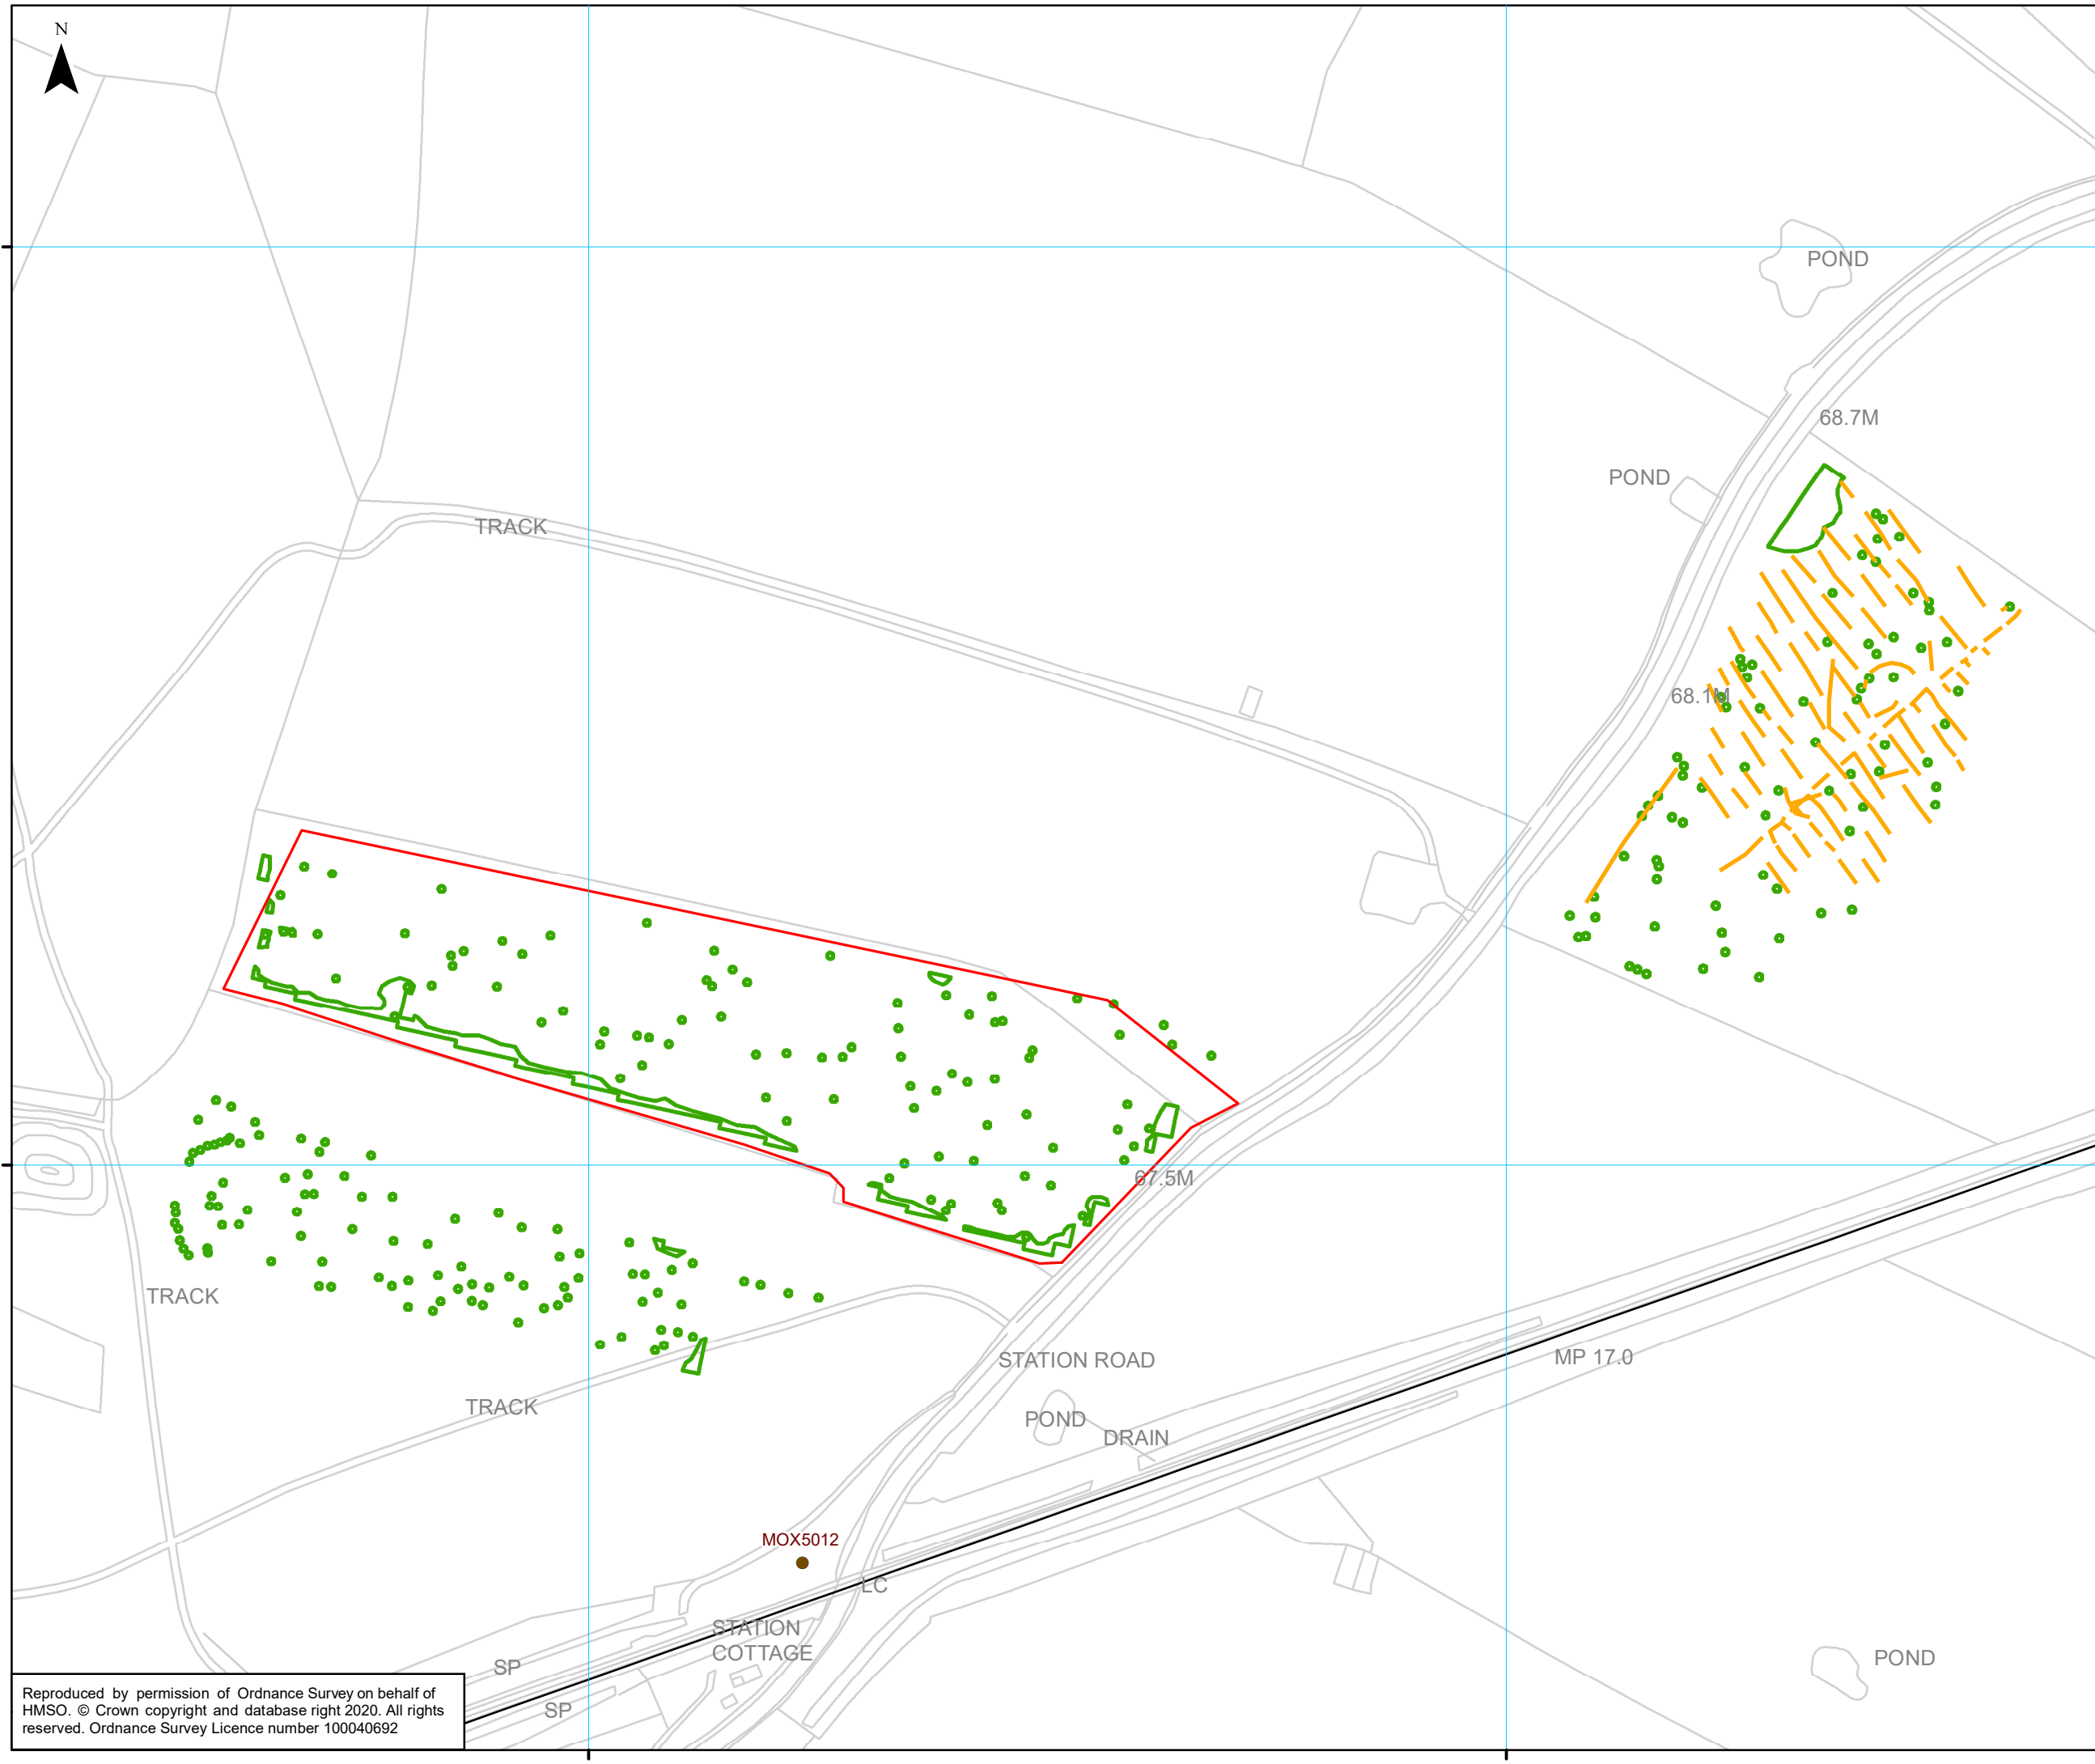 N
POND
68.7M
POND
TRACK
68.1M
67.5M
TRACK
STATION ROAD
MP 17.0
TRACK
POND
DRAIN
MOX5012
LC
STATION
COTTAGE
POND
SP
SP
Reproduced by permission of Ordnance Survey on behalf of
HMSO. © Crown copyright and database right 2020. All rights
reserved. Ordnance Survey Licence number 100040692